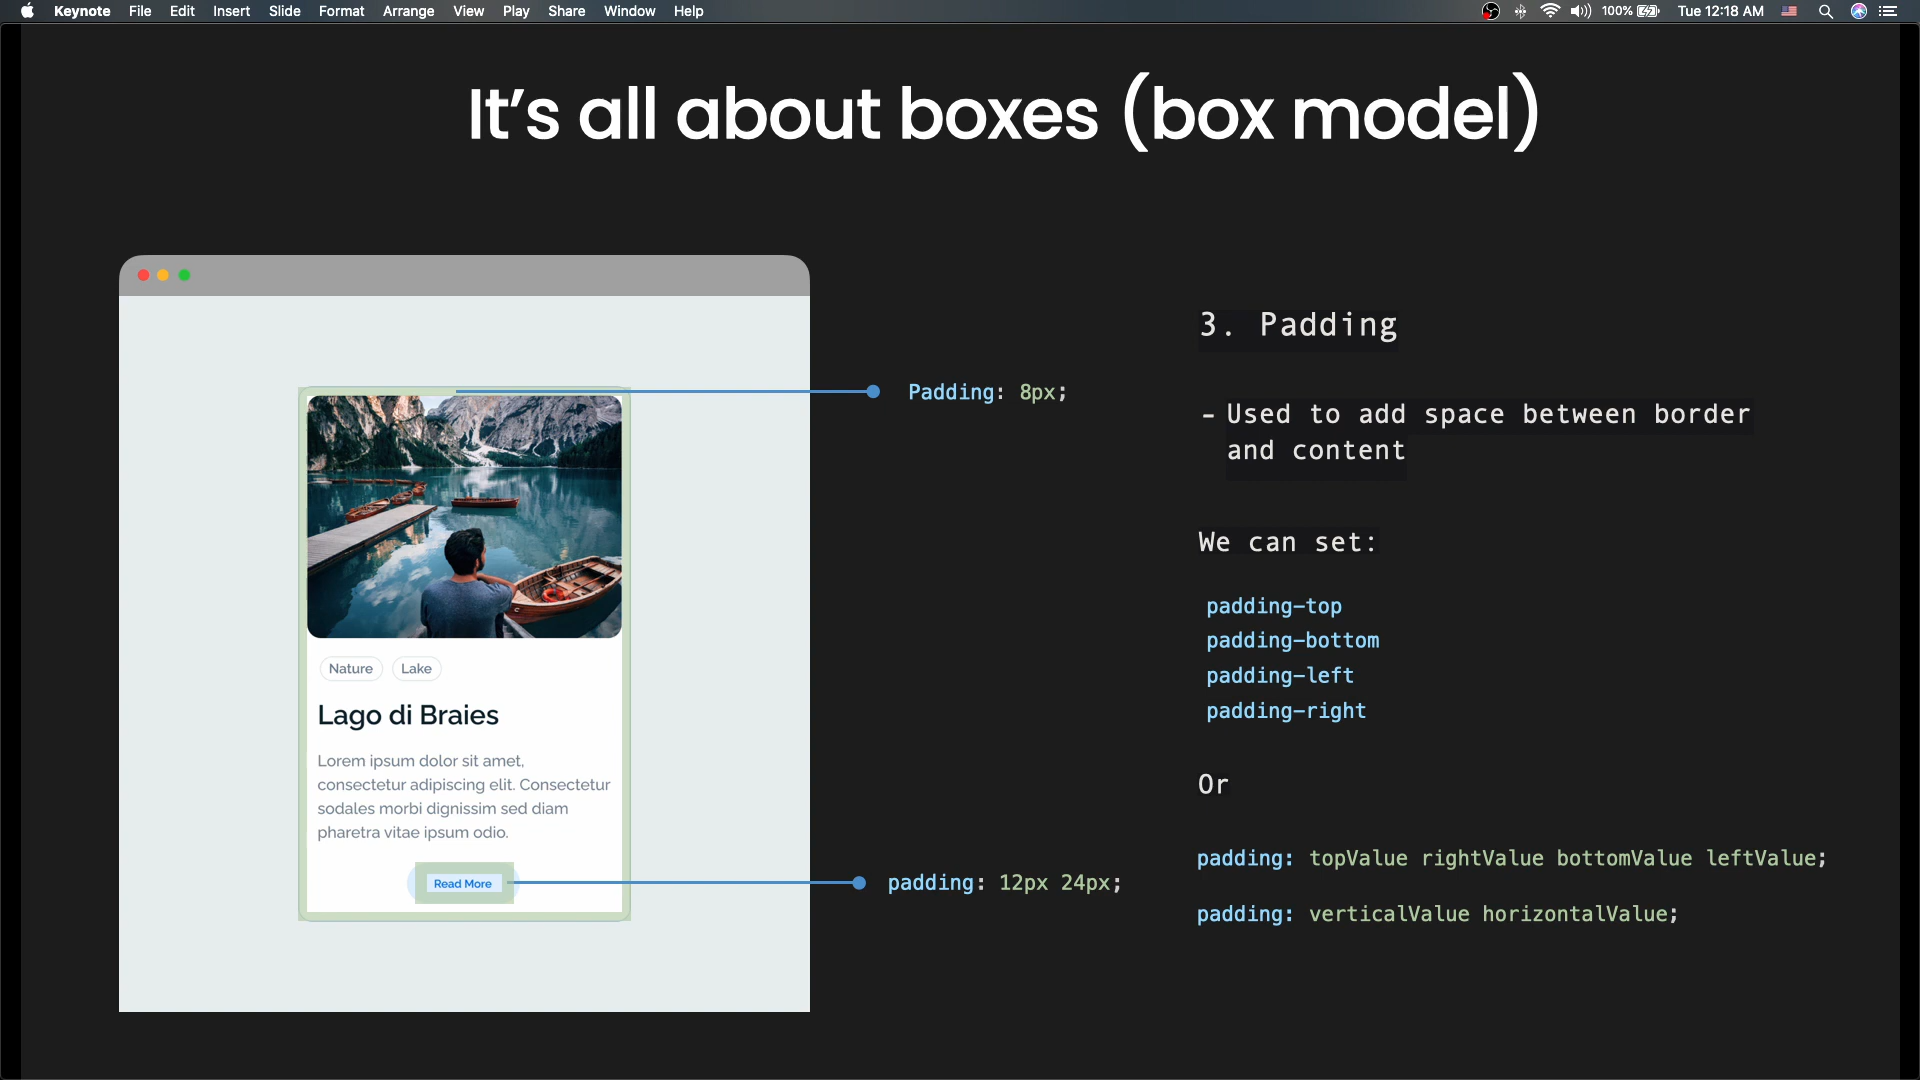 Keynote File Edit Insert Slide Format Arrange View Play Share Window Help 100% Tue 12:18 AM
It’s all about boxes (box model)
3. Padding
Padding: 8px;
- Used to add space between border
and content
We can set:
padding-top
padding-bottom
padding-left
padding-right
Or
padding: topValue rightValue bottomValue leftValue;
padding: verticalValue horizontalValue;
Nature Lake
Lago di Braies
Lorem ipsum dolor sit amet,
consectetur adipiscing elit. Consectetur
sodales morbi dignissim sed diam
pharetra vitae ipsum odio.
Read More
padding: 12px 24px;